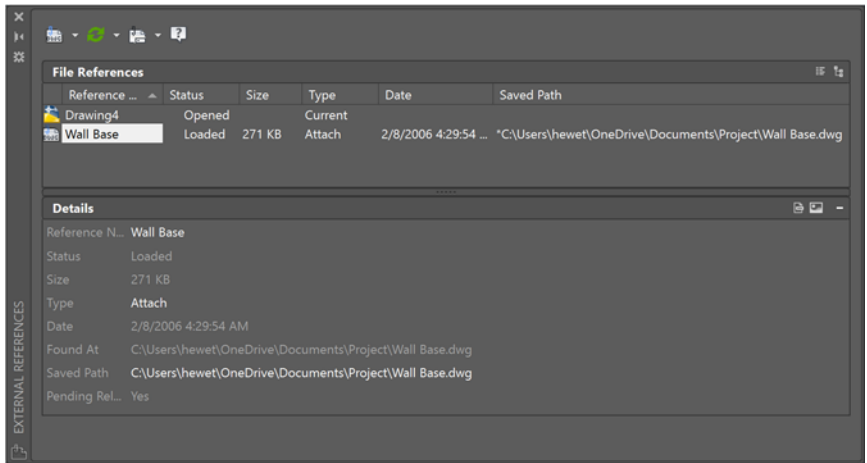 File References
Reference ... Status Size Type Date Saved Path
Drawing4 Opened Current
Wall Base Loaded 271 KB Attach 2/8/2006 4:29:54 ... *C:\Users\hewet\OneDrive\Documents\Project\Wall Base.dwg
Details
Reference N... Wall Base
Status Loaded
Size 271 KB
Type Attach
Date 2/8/2006 4:29:54 AM
Found At C:\Users\hewet\OneDrive\Documents\Project\Wall Base.dwg
Saved Path C:\Users\hewet\OneDrive\Documents\Project\Wall Base.dwg
Pending Rel... Yes
EXTERNAL REFERENCES